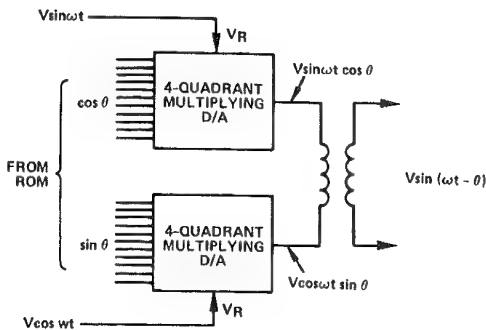 Vsinωt
VR
4-QUADRANT
MULTIPLYING
D/A
cos θ
Vsinωt cos θ
FROM
ROM
Vsin (ωt - θ)
sin θ
4-QUADRANT
MULTIPLYING
D/A
Vcosωt sin θ
VR
Vcos wt